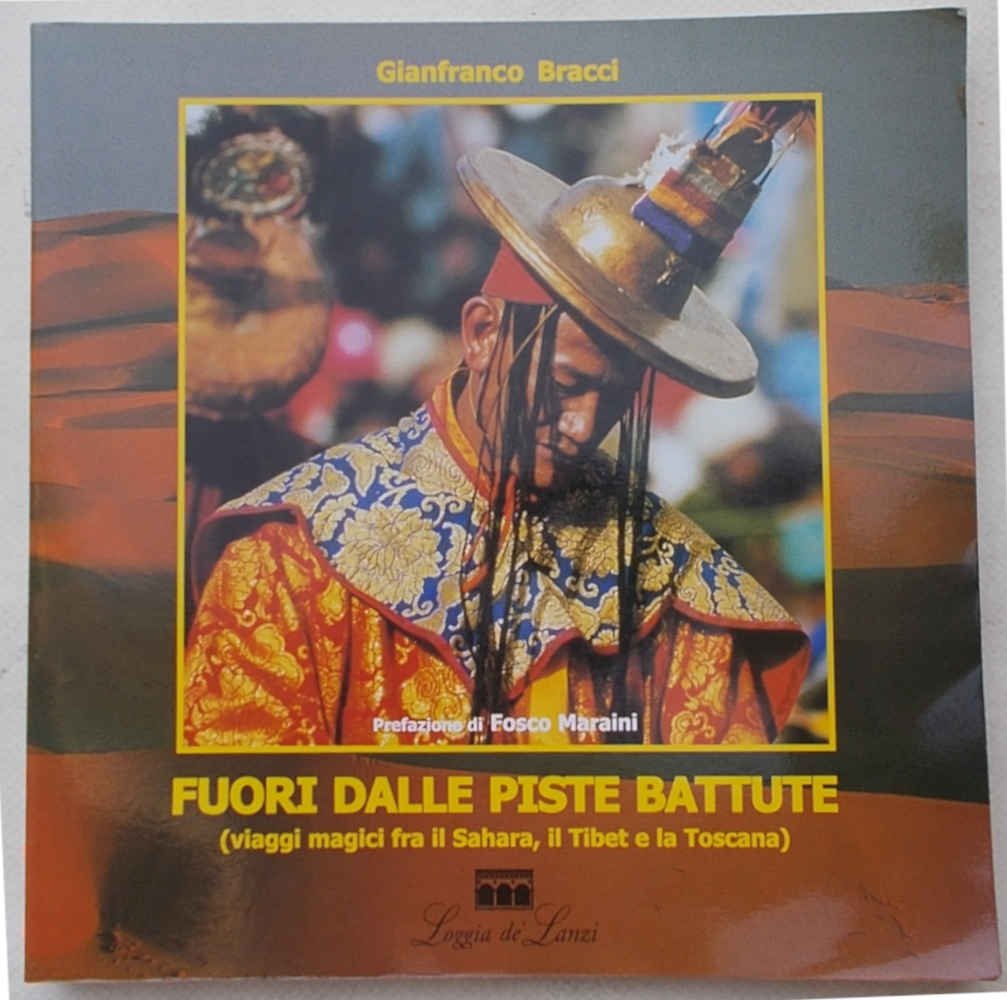 Gianfranco Bracci
Prefazione di Fosco Maraini
FUORI DALLE PISTE BATTUTE
(viaggi magici fra il Sahara, il Tibet e la Toscana)
Loggia de' Lanzi